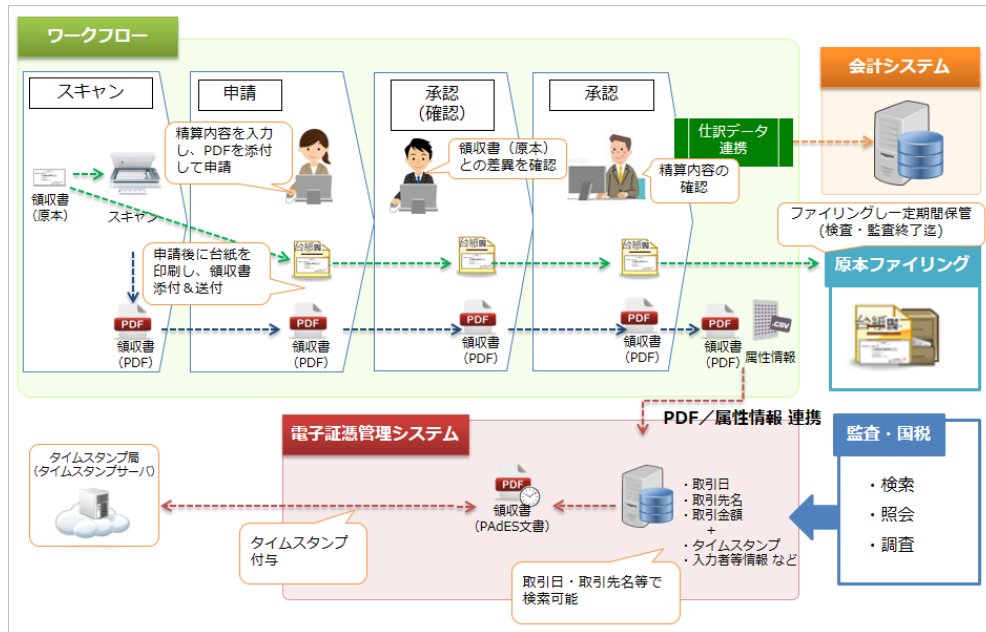 ワークフロー
スキャン
申請
承認
（確認）
承認
会計システム
精算内容を入力
し、PDFを添付
して申請
領収書（原本）
との差異を確認
精算内容の
確認
仕訳データ
連携
領収書
（原本）
スキャン
ファイリングし一定期間保管
(検査・監査終了迄)
申請後に台紙を
印刷し、領収書
添付＆送付
台紙
台紙
台紙
原本ファイリング
台紙
PDF
領収書
（PDF）
PDF
領収書
（PDF）
PDF
領収書
（PDF）
PDF
領収書
（PDF）
PDF
領収書
（PDF）
.CSV
属性情報
PDF／属性情報 連携
電子証憑管理システム
監査・国税
・検索
・照会
・調査
タイムスタンプ局
（タイムスタンプサーバ）
タイムスタンプ
付与
PDF
領収書
（PAdES文書）
・取引日
・取引先名
・取引金額
+
・タイムスタンプ
・入力者等情報 など
取引日・取引先名等で
検索可能